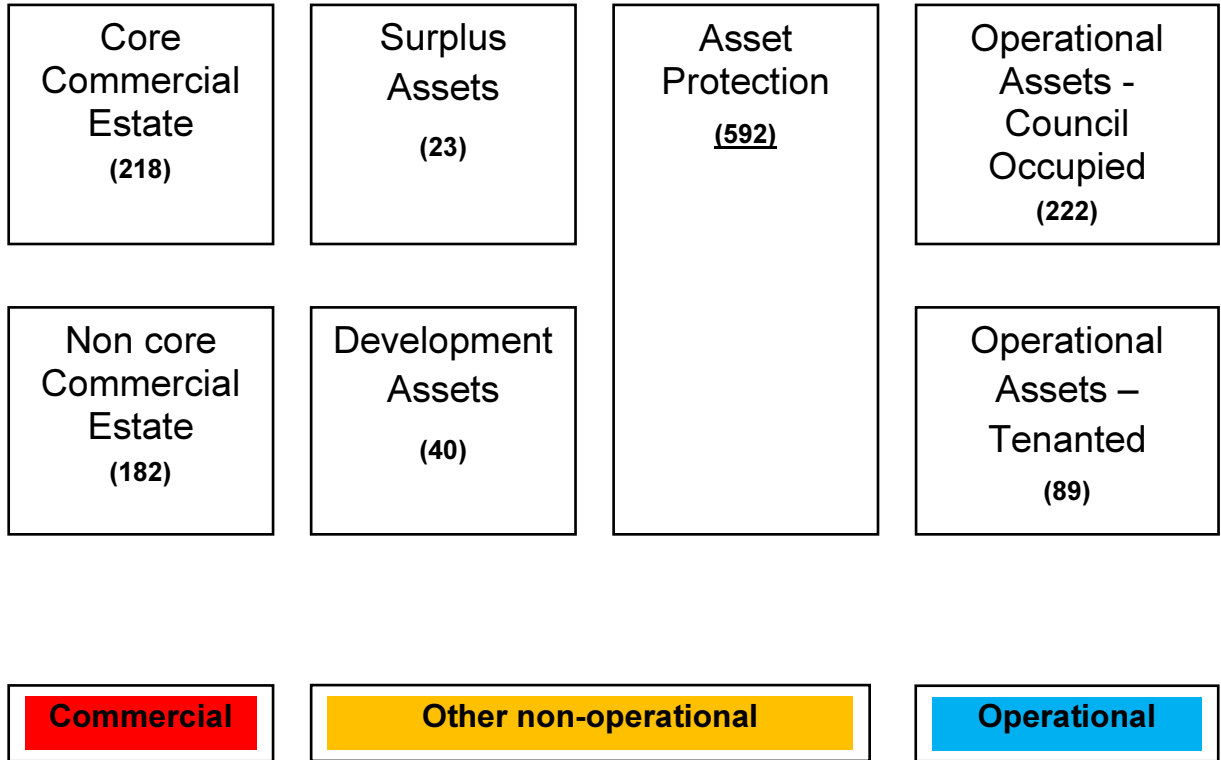 Core
Commercial
Estate
(218)
Surplus
Assets
(23)
Asset
Protection
(592)
Operational
Assets -
Council
Occupied
(222)
Non core
Commercial
Estate
(182)
Development
Assets
(40)
Operational
Assets –
Tenanted
(89)
Commercial
Other non-operational
Operational